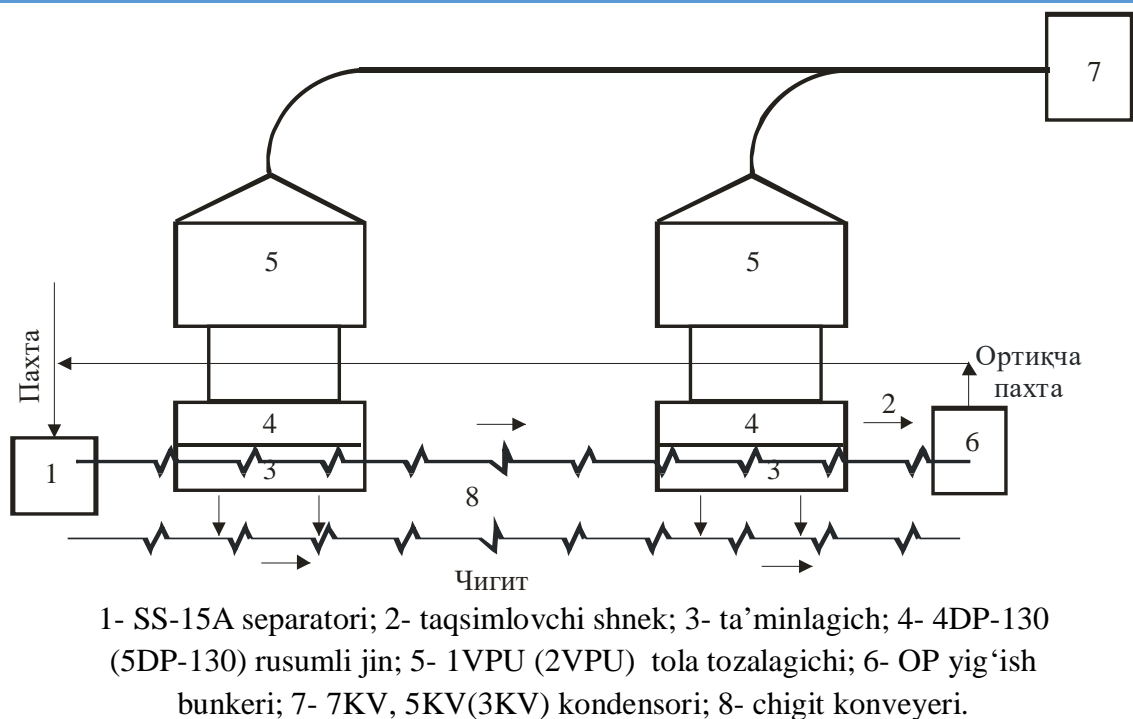 7
5
5
Пахта
Ортиқча
пахта
4
4
2
1
3
3
6
8
Чигит
1- SS-15A separatori; 2- taqsimlovchi shnek; 3- ta’minlagich; 4- 4DP-130
(5DP-130) rusumli jin; 5- 1VPU (2VPU) tola tozalagichi; 6- OP yig‘ish
bunkeri; 7- 7KV, 5KV(3KV) kondensori; 8- chigit konveyeri.